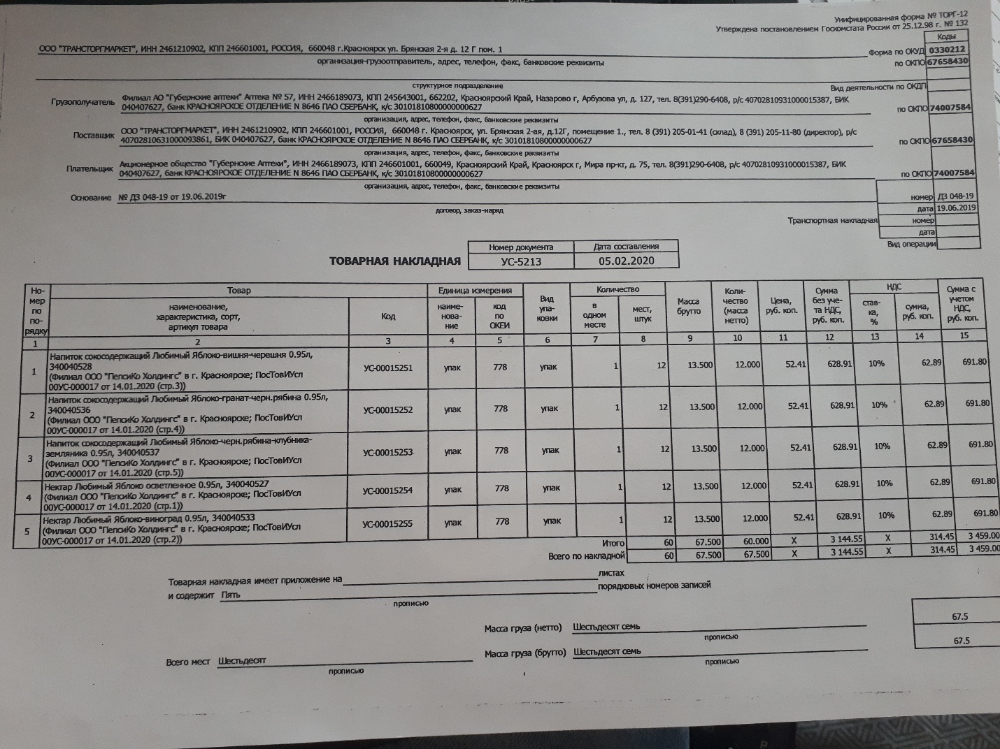 Унифицированная форма № ТОРГ-12
Утверждена постановлением Госкомстата России от 25.12.98 г. № 132
Коды
ООО "ТРАНСТОРГМАРКЕТ", ИНН 2461210902, КПП 246601001, РОССИЯ, 660048 г.Красноярск ул. Брянская 2-я д. 12 Г пом. 1
Форма по ОКУД 0330212
организация-грузоотправитель, адрес, телефон, факс, банковские реквизиты
по ОКПО 67658430
структурное подразделение
Вид деятельности по ОКДП
Грузополучатель Филиал АО "Губернские аптеки" Аптека № 57, ИНН 2466189073, КПП 245643001, 662202, Красноярский Край, Назарово г, Арбузова ул, д. 127, тел. 8(391)290-6408, р/с 40702810931000015387, БИК
040407627, банк КРАСНОЯРСКОЕ ОТДЕЛЕНИЕ N 8646 ПАО СБЕРБАНК, к/с 30101810800000000627
по ОКПО 74007584
организация, адрес, телефон, факс, банковские реквизиты
Поставщик ООО "ТРАНСТОРГМАРКЕТ", ИНН 2461210902, КПП 246601001, РОССИЯ, 660048 г. Красноярск, ул. Брянская 2-ая, д.12Г, помещение 1., тел. 8 (391) 205-01-41 (склад), 8 (391) 205-11-80 (директор), р/с
40702810631000093861, БИК 040407627, банк КРАСНОЯРСКОЕ ОТДЕЛЕНИЕ N 8646 ПАО СБЕРБАНК, к/с 30101810800000000627
по ОКПО 67658430
организация, адрес, телефон, факс, банковские реквизиты
Плательщик Акционерное общество "Губернские Аптеки", ИНН 2466189073, КПП 246601001, 660049, Красноярский Край, Красноярск г, Мира пр-кт, д. 75, тел. 8(391)290-6408, р/с 40702810931000015387, БИК
040407627, банк КРАСНОЯРСКОЕ ОТДЕЛЕНИЕ N 8646 ПАО СБЕРБАНК, к/с 30101810800000000627
по ОКПО 74007584
организация, адрес, телефон, факс, банковские реквизиты
Основание № ДЗ 048-19 от 19.06.2019г
номер ДЗ 048-19
договор, заказ-наряд
дата 19.06.2019
Транспортная накладная номер
дата
Вид операции
Номер документа Дата составления
ТОВАРНАЯ НАКЛАДНАЯ УС-5213 05.02.2020
Но-мер по по-рядку Товар Единица измерения Вид упа-ковки Количество Масса брутто Коли-чество (масса нетто) Цена, руб. коп. Сумма без уче-та НДС, руб. коп. НДС Сумма с учетом НДС, руб. коп.
наименование, характеристика, сорт, артикул товара Код наиме-нова-ние код по ОКЕИ в одном месте мест, штук став-ка, % сумма, руб. коп.
1 2 3 4 5 6 7 8 9 10 11 12 13 14 15
Напиток сокосодержащий Любимый Яблоко-вишня-черешня 0.95л,
340040528
1 УС-00015251 упак 778 упак 1 12 13.500 12.000 52.41 628.91 10% 62.89 691.80
(Филиал ООО "ПепсиКо Холдингс" в г. Красноярске; ПосТовИУсл
00УС-000017 от 14.01.2020 (стр.3))
Напиток сокосодержащий Любимый Яблоко-гранат-черн.рябина 0.95л,
340040536
2 УС-00015252 упак 778 упак 1 12 13.500 12.000 52.41 628.91 10% 62.89 691.80
(Филиал ООО "ПепсиКо Холдингс" в г. Красноярске; ПосТовИУсл
00УС-000017 от 14.01.2020 (стр.4))
Напиток сокосодержащий Любимый Яблоко-черн.рябина-клубника-
земляника 0.95л, 340040537
3 УС-00015253 упак 778 упак 1 12 13.500 12.000 52.41 628.91 10% 62.89 691.80
(Филиал ООО "ПепсиКо Холдингс" в г. Красноярске; ПосТовИУсл
00УС-000017 от 14.01.2020 (стр.5))
Нектар Любимый Яблоко осветленное 0.95л, 340040527
4 УС-00015254 упак 778 упак 1 12 13.500 12.000 52.41 628.91 10% 62.89 691.80
(Филиал ООО "ПепсиКо Холдингс" в г. Красноярске; ПосТовИУсл
00УС-000017 от 14.01.2020 (стр.1))
Нектар Любимый Яблоко-виноград 0.95л, 340040533
5 УС-00015255 упак 778 упак 1 12 13.500 12.000 52.41 628.91 10% 62.89 691.80
(Филиал ООО "ПепсиКо Холдингс" в г. Красноярске; ПосТовИУсл
00УС-000017 от 14.01.2020 (стр.2))
Итого 60 67.500 60.000 Х 3 144.55 Х 314.45 3 459.00
Всего по накладной 60 67.500 67.500 Х 3 144.55 Х 314.45 3 459.00
Товарная накладная имеет приложение на листах
и содержит Пять порядковых номеров записей
прописью
67.5
Масса груза (нетто) Шестьдесят семь
прописью
67.5
Всего мест Шестьдесят Масса груза (брутто) Шестьдесят семь
прописью прописью